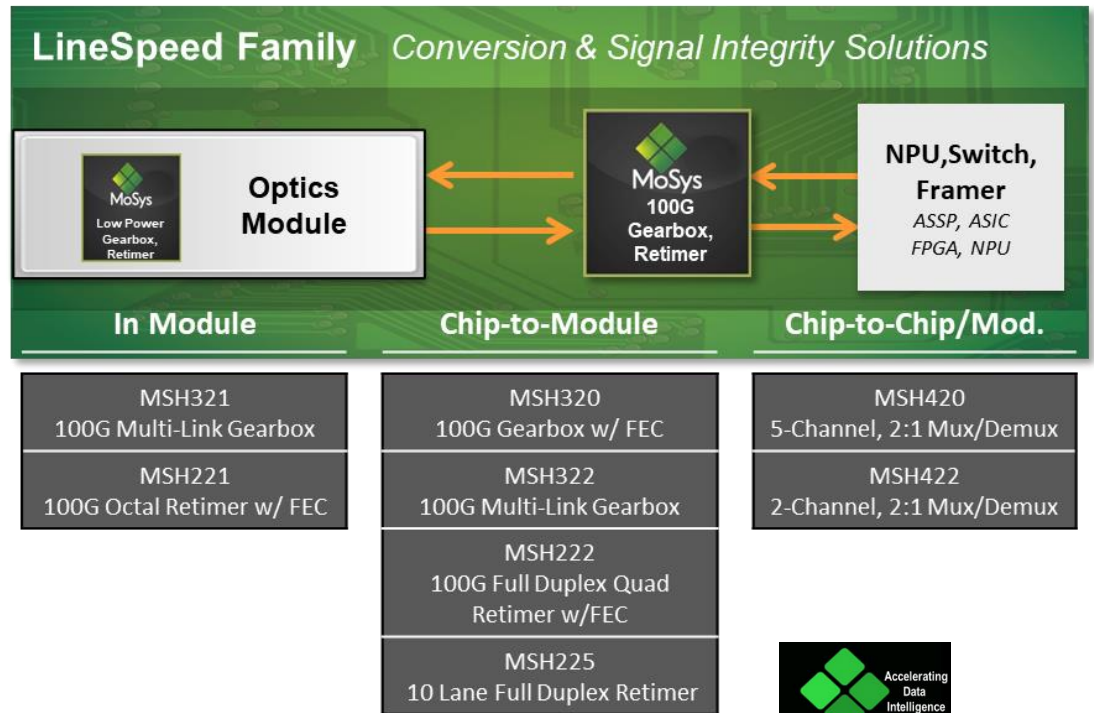 LineSpeed Family Conversion & Signal Integrity Solutions
MoSys
Low Power
Gearbox,
Retimer
Optics
Module
MoSys
100G
Gearbox,
Retimer
NPU,Switch,
Framer
ASSP, ASIC
FPGA, NPU
In Module
Chip-to-Module
Chip-to-Chip/Mod.
MSH321
100G Multi-Link Gearbox
MSH221
100G Octal Retimer w/ FEC
MSH320
100G Gearbox w/ FEC
MSH322
100G Multi-Link Gearbox
MSH222
100G Full Duplex Quad
Retimer w/FEC
MSH225
10 Lane Full Duplex Retimer
MSH420
5-Channel, 2:1 Mux/Demux
MSH422
2-Channel, 2:1 Mux/Demux
Accelerating
Data
Intelligence